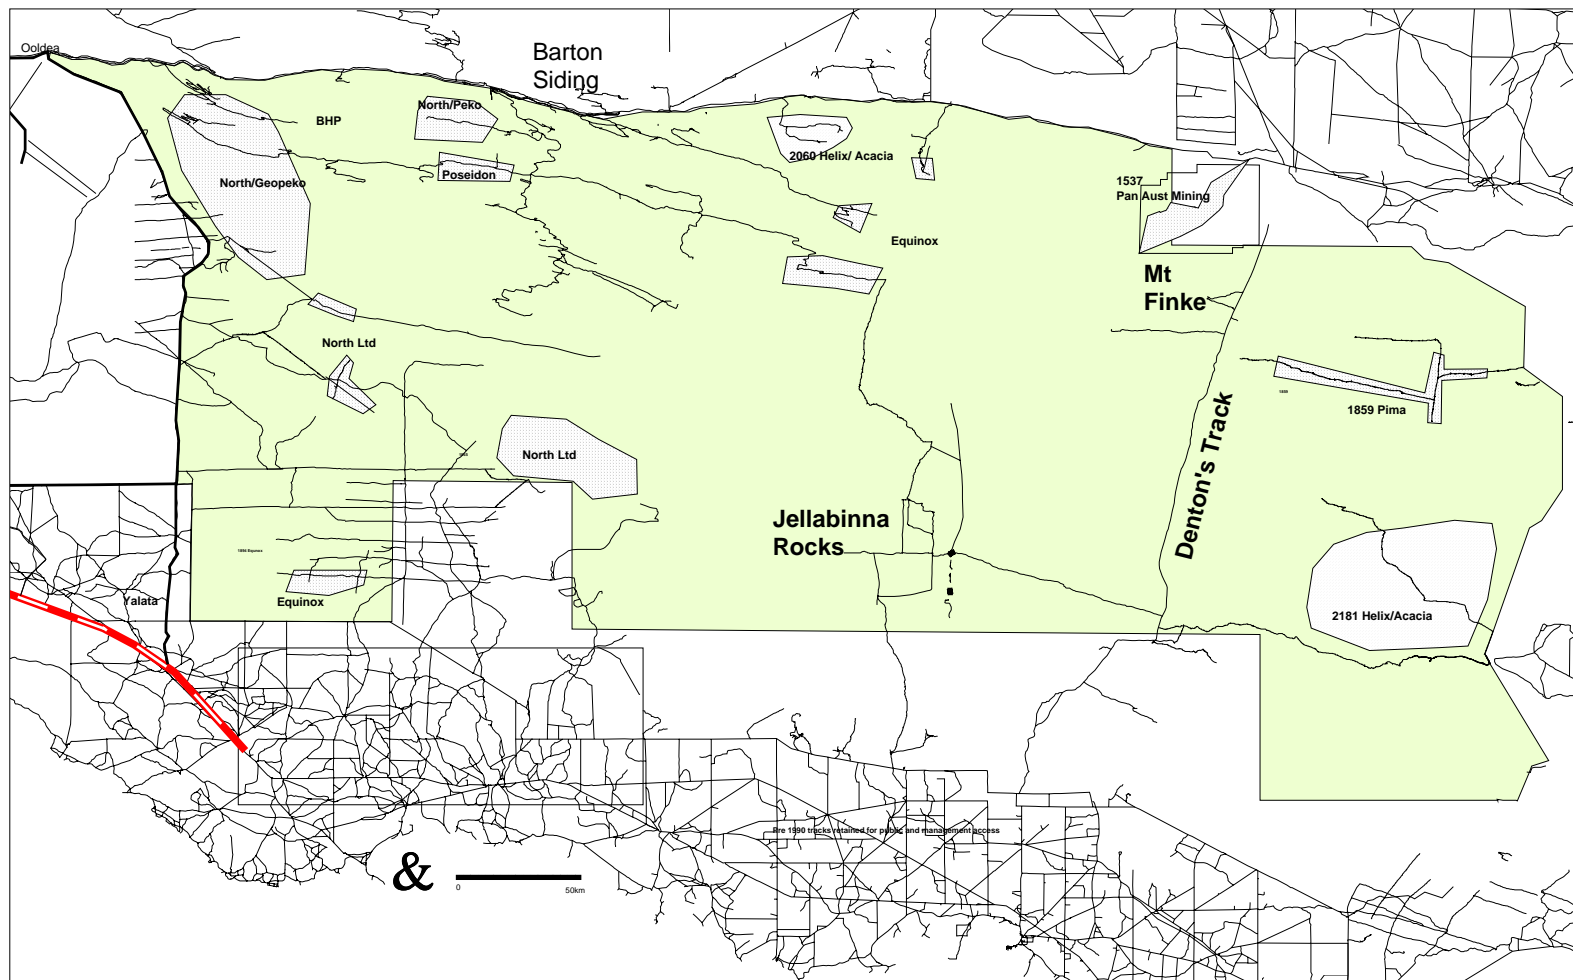 Ooldea
Barton
Siding
North/Peko
BHP
2060 Helix/ Acacia
Poseidon
North/Geopeko
1537
Pan Aust Mining
Equinox
Mt
Finke
North Ltd
1859 Pima
Denton's Track
North Ltd
Jellabinna
Rocks
Equinox
Yalata
2181 Helix/Acacia
Pre 1990 tracks retained for public and management access
&
0
50km